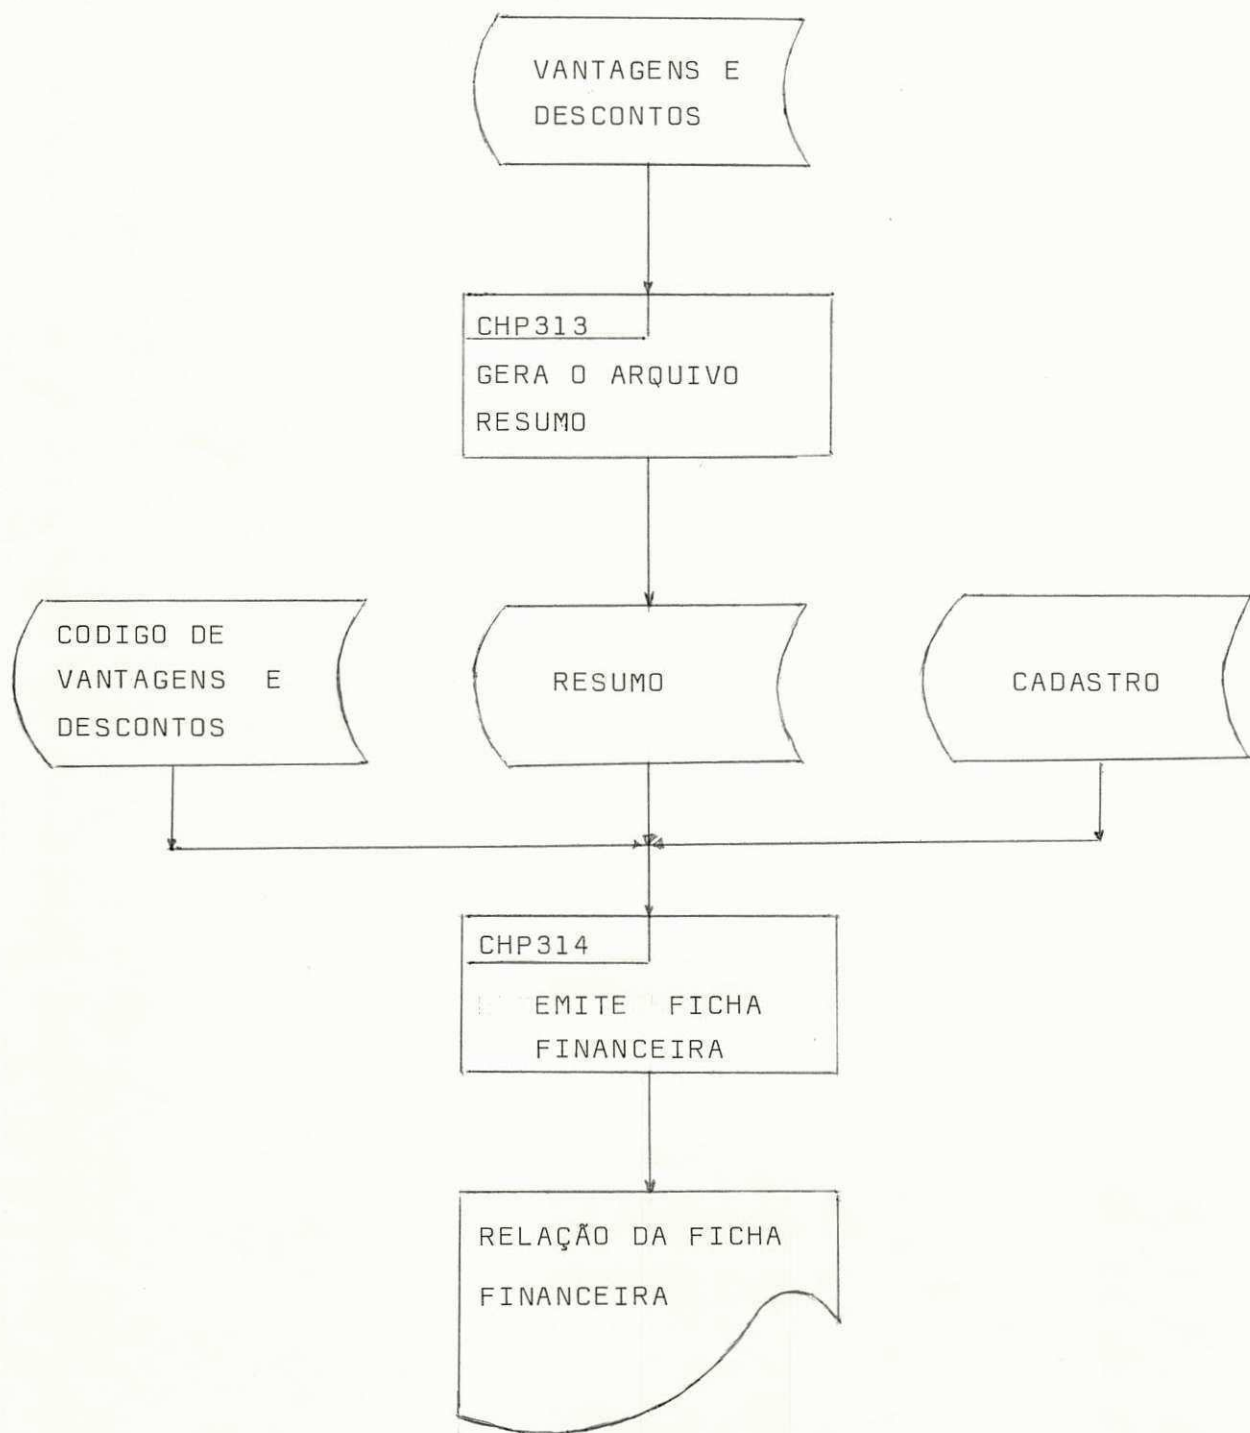 VANTAGENS E
DESCONTOS
CHP313
GERA O ARQUIVO
RESUMO
CODIGO DE
VANTAGENS E
DESCONTOS
RESUMO
CADASTRO
CHP314
EMITE FICHA
FINANCEIRA
RELAÇÃO DA FICHA
FINANCEIRA